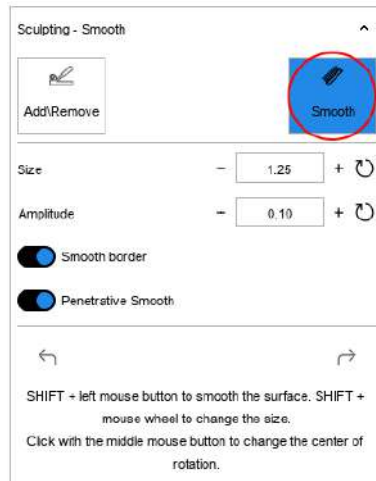 Sculpting - Smooth
Add\Remove
Smooth
Size
1.25
Amplitude
0.10
Smooth border
Penetrative Smooth
SHIFT + left mouse button to smooth the surface. SHIFT +
mouse wheel to change the size.
Click with the middle mouse button to change the center of
rotation.